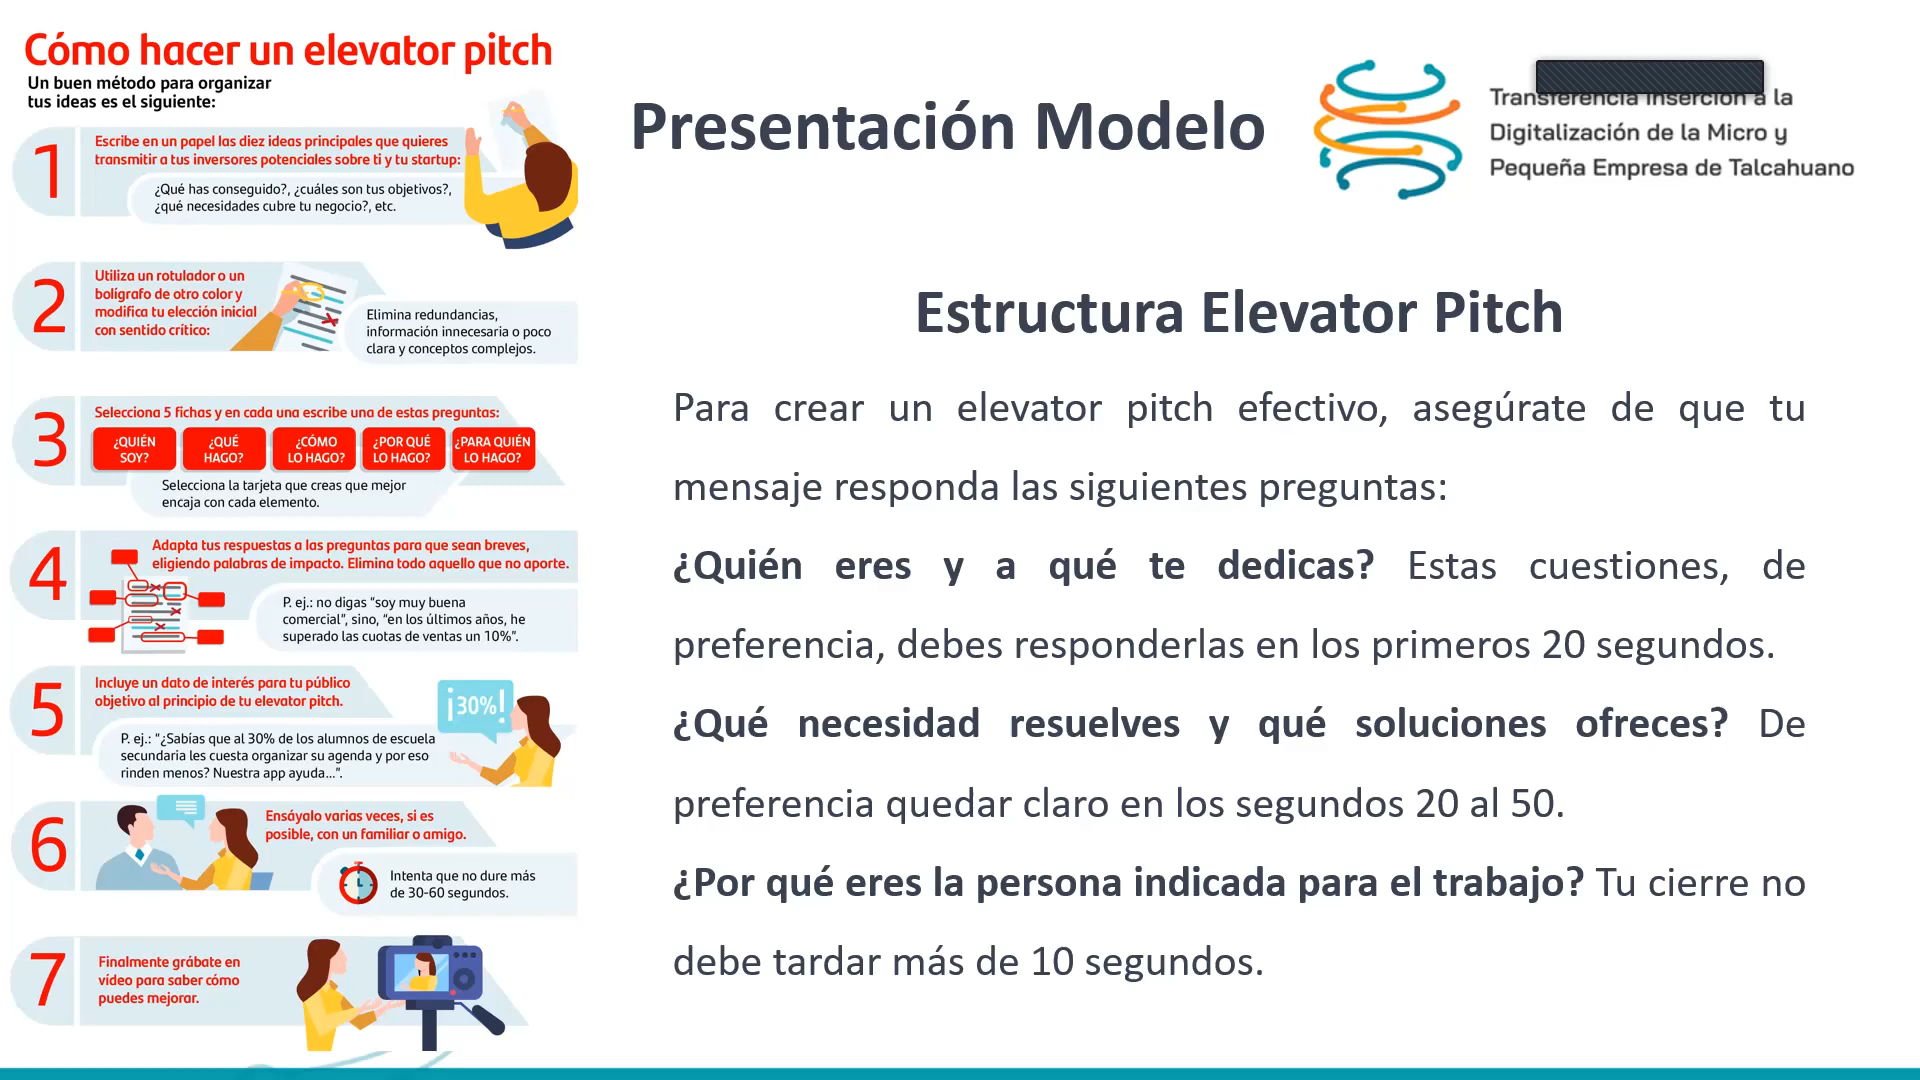 Cómo hacer un elevator pitch
Un buen método para organizar
tus ideas es el siguiente:
1
Escribe en un papel las diez ideas principales que quieres
transmitir a tus inversores potenciales sobre ti y tu startup:
¿Qué has conseguido?, ¿cuáles son tus objetivos?,
¿qué necesidades cubre tu negocio?, etc.
2
Utiliza un rotulador o un
bolígrafo de otro color y
modifica tu elección inicial
con sentido crítico:
Elimina redundancias,
información innecesaria o poco
clara y conceptos complejos.
3
Selecciona 5 fichas y en cada una escribe una de estas preguntas:
¿QUIÉN
SOY?
¿QUÉ
HAGO?
¿CÓMO
LO HAGO?
¿POR QUÉ
LO HAGO?
¿PARA QUIÉN
LO HAGO?
Selecciona la tarjeta que creas que mejor
encaja con cada elemento.
4
Adapta tus respuestas a las preguntas para que sean breves,
eligiendo palabras de impacto. Elimina todo aquello que no aporte.
P. ej.: no digas “soy muy buena
comercial”, sino, “en los últimos años, he
superado las cuotas de ventas un 10%”.
5
Incluye un dato de interés para tu público
objetivo al principio de tu elevator pitch.
¡30%!
P. ej.: “¿Sabías que al 30% de los alumnos de escuela
secundaria les cuesta organizar su agenda y por eso
rinden menos? Nuestra app ayuda...”.
6
Ensáyalo varias veces, si es
posible, con un familiar o amigo.
Intenta que no dure más
de 30-60 segundos.
7
Finalmente grábate en
vídeo para saber cómo
puedes mejorar.
Presentación Modelo
Transferencia Inserción a la
Digitalización de la Micro y
Pequeña Empresa de Talcahuano
Estructura Elevator Pitch
Para crear un elevator pitch efectivo, asegúrate de que tu
mensaje responda las siguientes preguntas:
¿Quién eres y a qué te dedicas? Estas cuestiones, de
preferencia, debes responderlas en los primeros 20 segundos.
¿Qué necesidad resuelves y qué soluciones ofreces? De
preferencia quedar claro en los segundos 20 al 50.
¿Por qué eres la persona indicada para el trabajo? Tu cierre no
debe tardar más de 10 segundos.